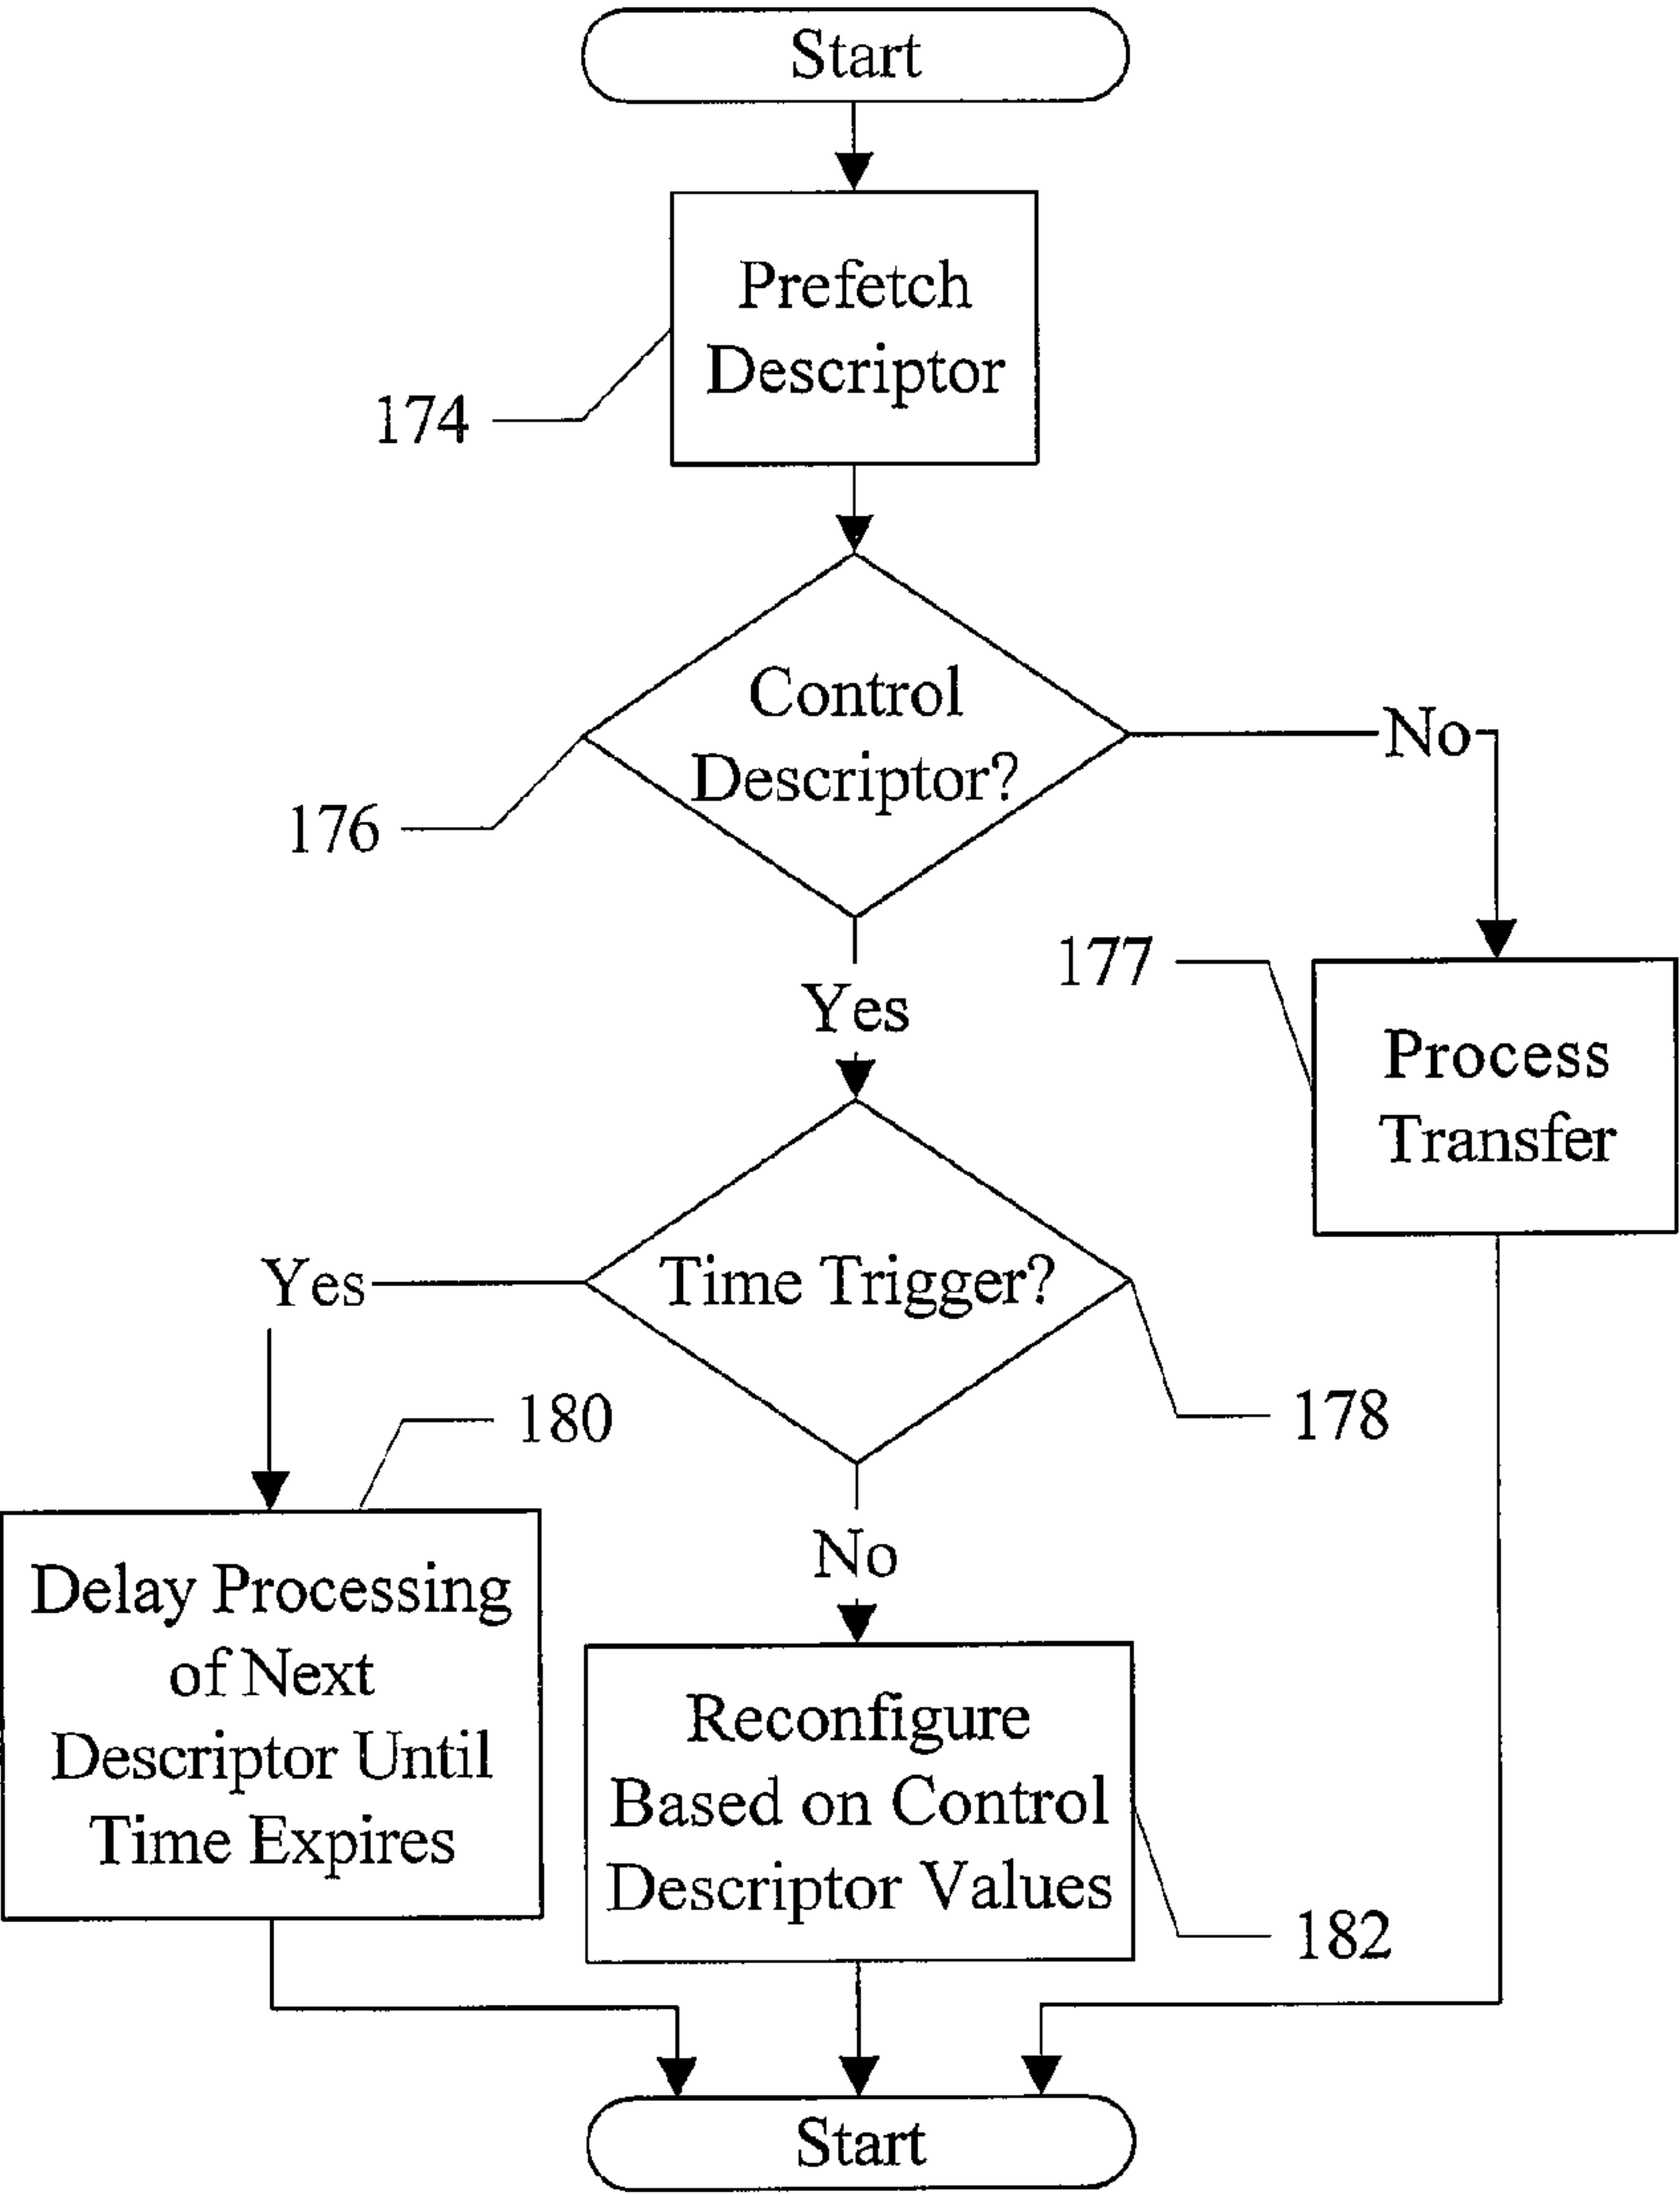 Start
Prefetch
Descriptor
174
Control
Descriptor?
No
176
177
Yes
Process
Transfer
Time Trigger?
Yes
178
180
No
Delay Processing
of Next
Descriptor Until
Time Expires
Reconfigure
Based on Control
Descriptor Values
182
Start